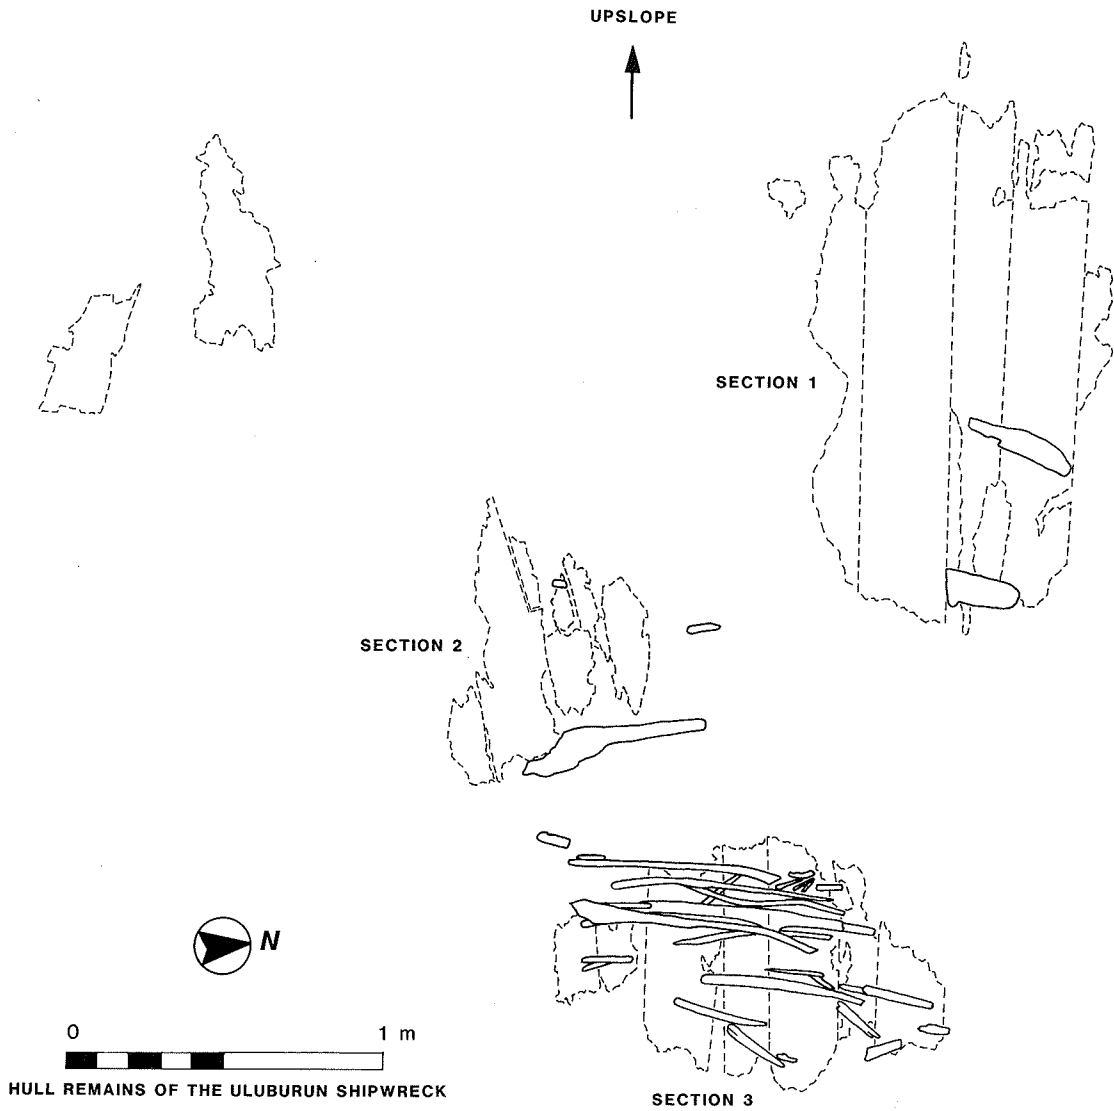 UPSLOPE
SECTION 1
SECTION 2
N
0 1 m
HULL REMAINS OF THE ULUBURUN SHIPWRECK
SECTION 3